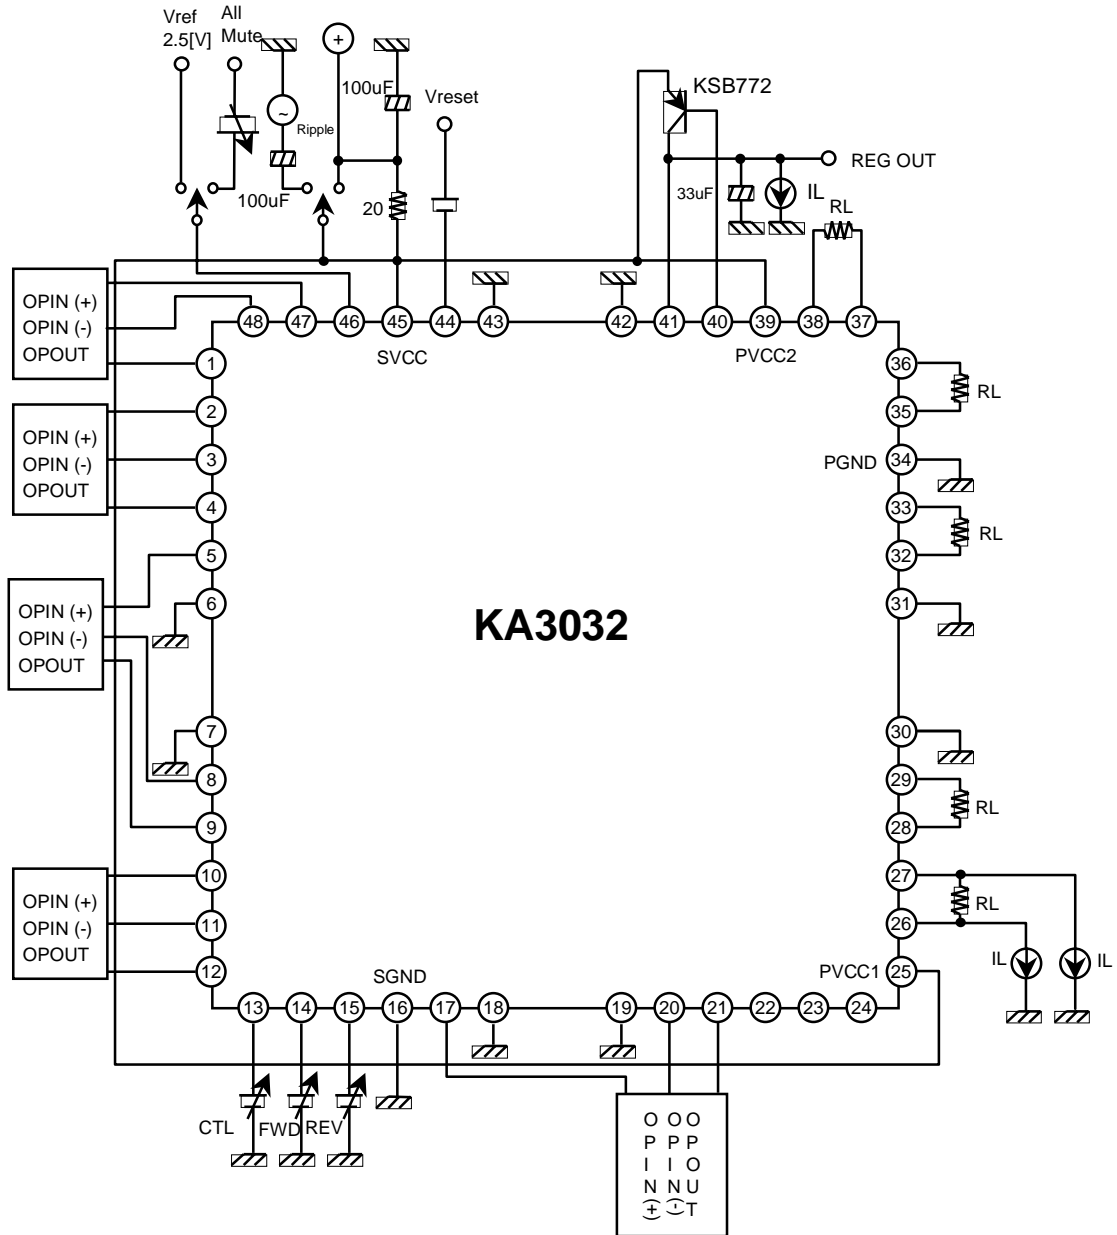 Vref
2.5[V]
All
Mute
+
100uF
~
Ripple
100uF
Vreset
20
KSB772
REG OUT
33uF
IL
RL
48 47 46 45 44 43 42 41 40 39 38 37
SVCC
PVCC2
OPIN (+)
OPIN (-)
OPOUT
1
2
OPIN (+)
OPIN (-)
OPOUT
3
4
5
OPIN (+)
OPIN (-)
OPOUT
6
7
8
9
10
OPIN (+)
OPIN (-)
OPOUT
11
12
KA3032
36
RL
35
PGND 34
33
RL
32
31
30
29
RL
28
27
RL
26
IL
IL
PVCC1 25
SGND
13 14 15 16 17 18 19 20 21 22 23 24
CTL
FWD
REV
OPIN(+)
OPIN(-)
OPOUT